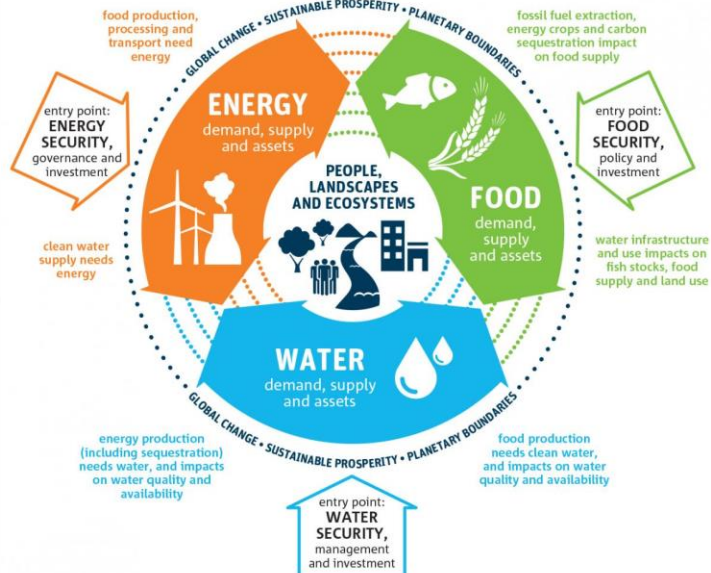 food production,
processing and
transport need
energy
GLOBAL CHANGE • SUSTAINABLE PROSPERITY • PLANETARY BOUNDARIES
fossil fuel extraction,
energy crops and carbon
sequestration impact
on food supply
entry point:
ENERGY
SECURITY,
governance and
investment
ENERGY
demand, supply
and assets
entry point:
FOOD
SECURITY,
policy and
investment
PEOPLE,
LANDSCAPES
AND ECOSYSTEMS
FOOD
demand,
supply
and assets
clean water
supply needs
energy
water infrastructure
and use impacts on
fish stocks, food
supply and land use
WATER
demand, supply
and assets
GLOBAL CHANGE • SUSTAINABLE PROSPERITY • PLANETARY BOUNDARIES
energy production
(including sequestration)
needs water, and impacts
on water quality and
availability
food production
needs clean water,
and impacts on water
quality and availability
entry point:
WATER
SECURITY,
management
and investment